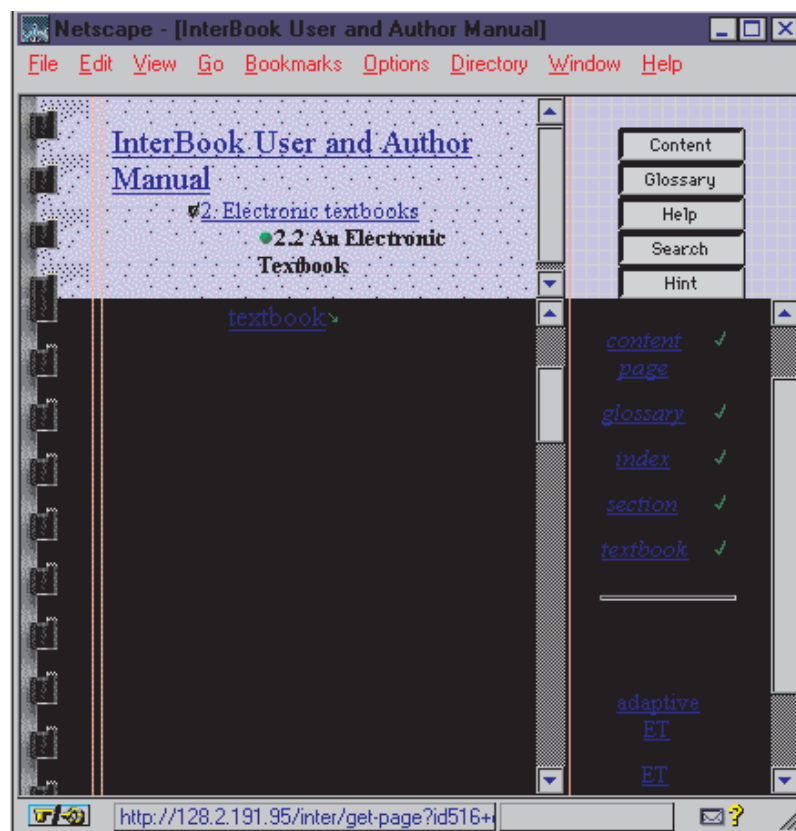 Netscape - [InterBook User and Author Manual]
File Edit View Go Bookmarks Options Directory Window Help
InterBook User and Author
Manual
2. Electronic textbooks
2.2 An Electronic
Textbook
Content
Glossary
Help
Search
Hint
textbook
content
page
glossary
index
section
textbook
adaptive
ET
ET
http://128.2.191.95/inter/get-page?id516+